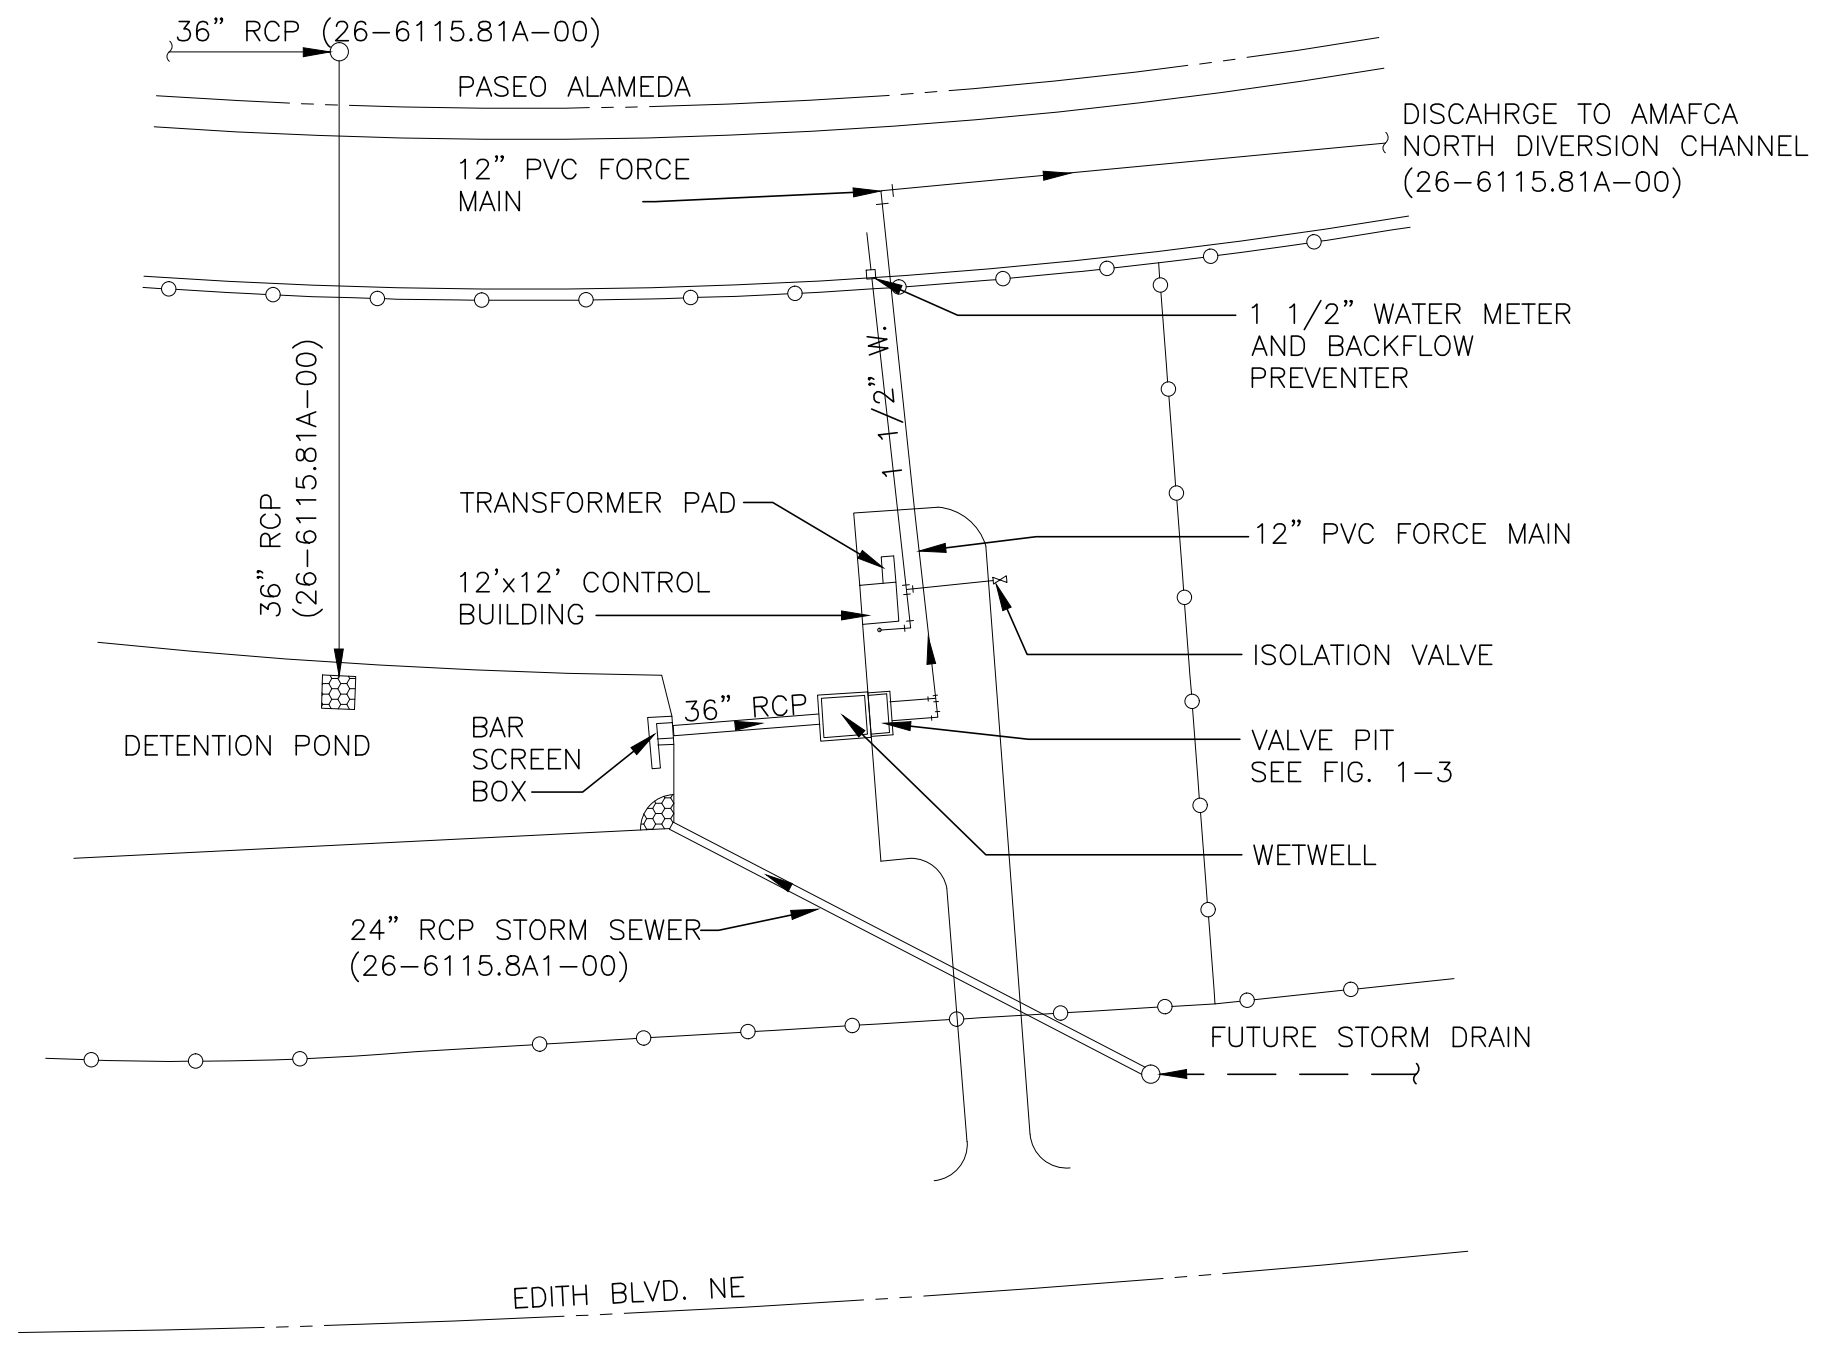 36” RCP (26-6115.81A-00)
PASEO ALAMEDA
DISCAHRGE TO AMAFCA
NORTH DIVERSION CHANNEL
(26-6115.81A-00)
12” PVC FORCE
MAIN
1 1/2” WATER METER
AND BACKFLOW
PREVENTER
1 1/2” W.
36” RCP
(26-6115.81A-00)
TRANSFORMER PAD
12” PVC FORCE MAIN
12'x12' CONTROL
BUILDING
ISOLATION VALVE
36” RCP
BAR
SCREEN
BOX
DETENTION POND
VALVE PIT
SEE FIG. 1-3
WETWELL
24” RCP STORM SEWER
(26-6115.8A1-00)
FUTURE STORM DRAIN
EDITH BLVD. NE